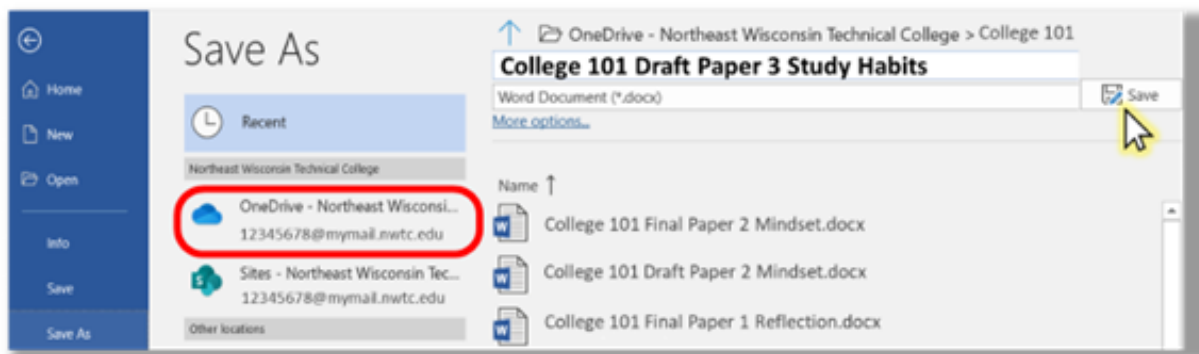 Home
New
Open
Info
Save
Save As
Save As
Recent
Northeast Wisconsin Technical College
OneDrive - Northeast Wisconsi...
12345678@mymail.nwtc.edu
Sites - Northeast Wisconsin Tec...
12345678@mymail.nwtc.edu
Other locations
OneDrive - Northeast Wisconsin Technical College > College 101
College 101 Draft Paper 3 Study Habits
Word Document (*.docx)
Save
More options...
Name ↑
College 101 Final Paper 2 Mindset.docx
College 101 Draft Paper 2 Mindset.docx
College 101 Final Paper 1 Reflection.docx